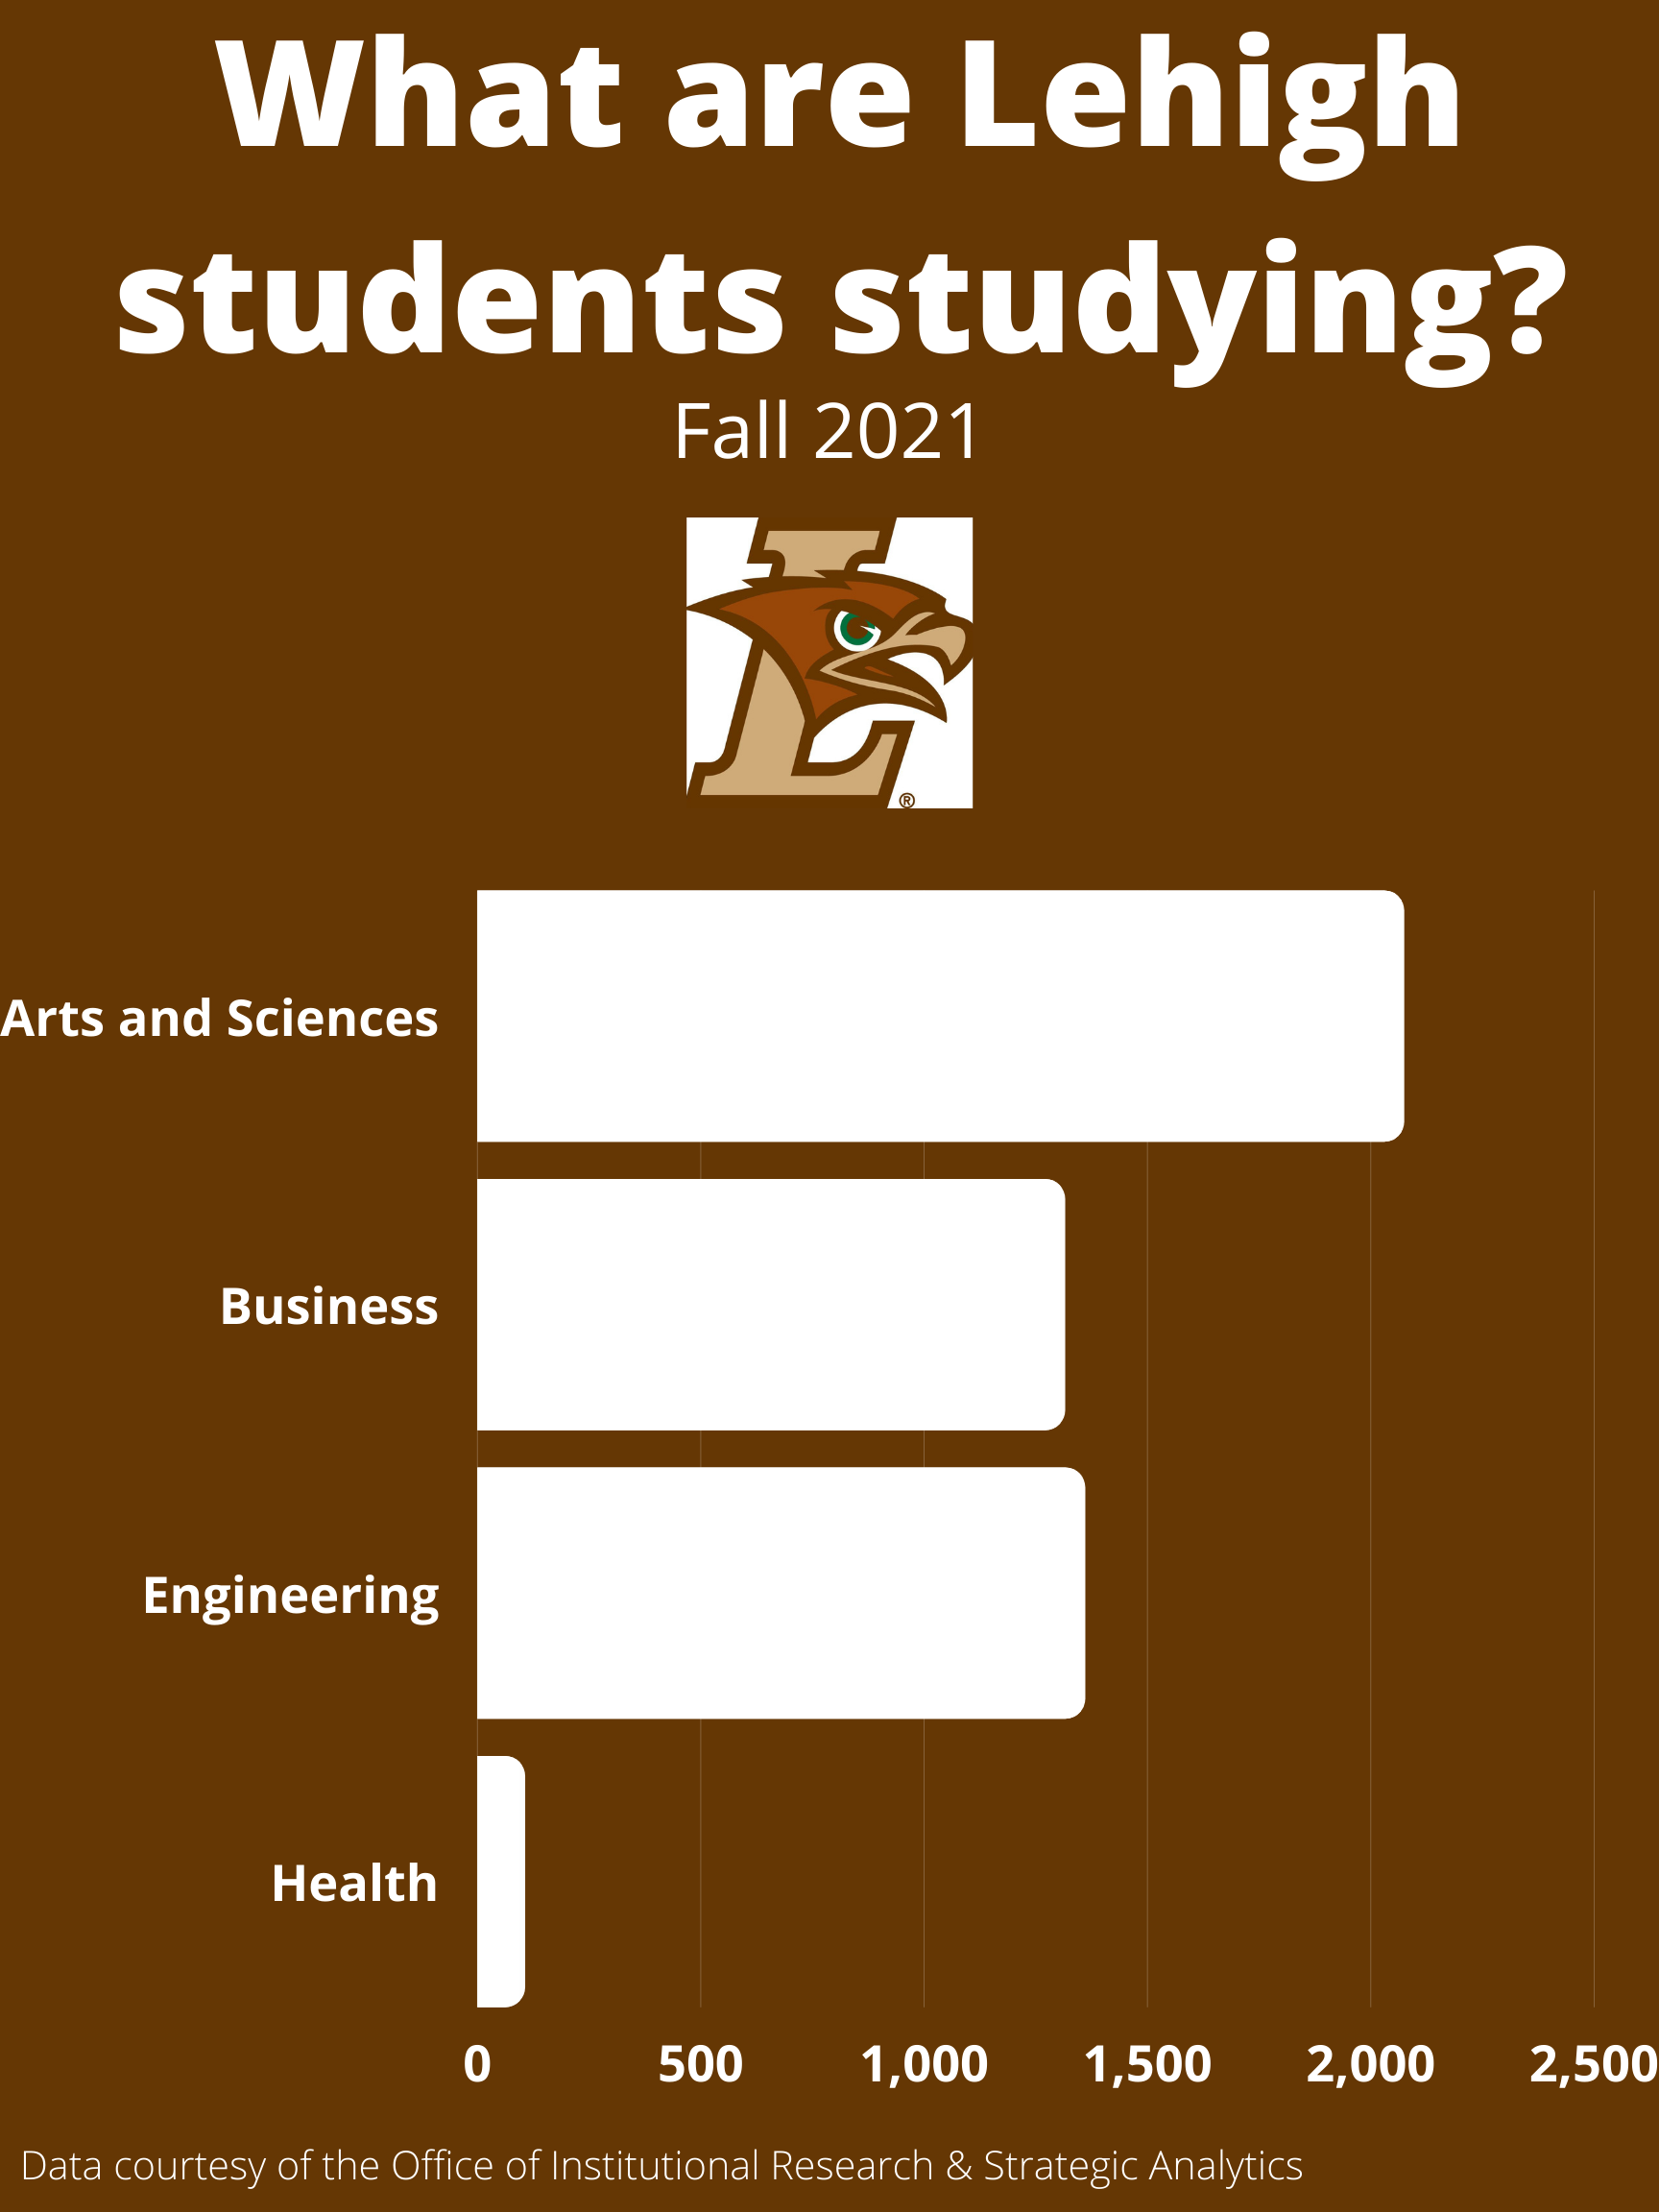 What are Lehigh
students studying?
Fall 2021
L
®
Arts and Sciences
Business
Engineering
Health
0 500 1,000 1,500 2,000 2,500
Data courtesy of the Office of Institutional Research & Strategic Analytics